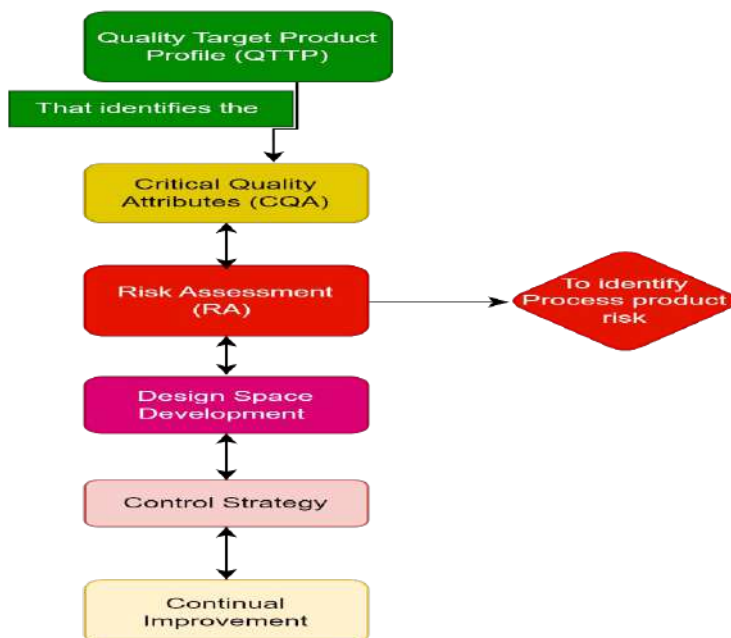 Quality Target Product
Profile (QTTP)
That identifies the
Critical Quality
Attributes (CQA)
Risk Assessment
(RA)
To identify
Process product
risk
Design Space
Development
Control Strategy
Continual
Improvement